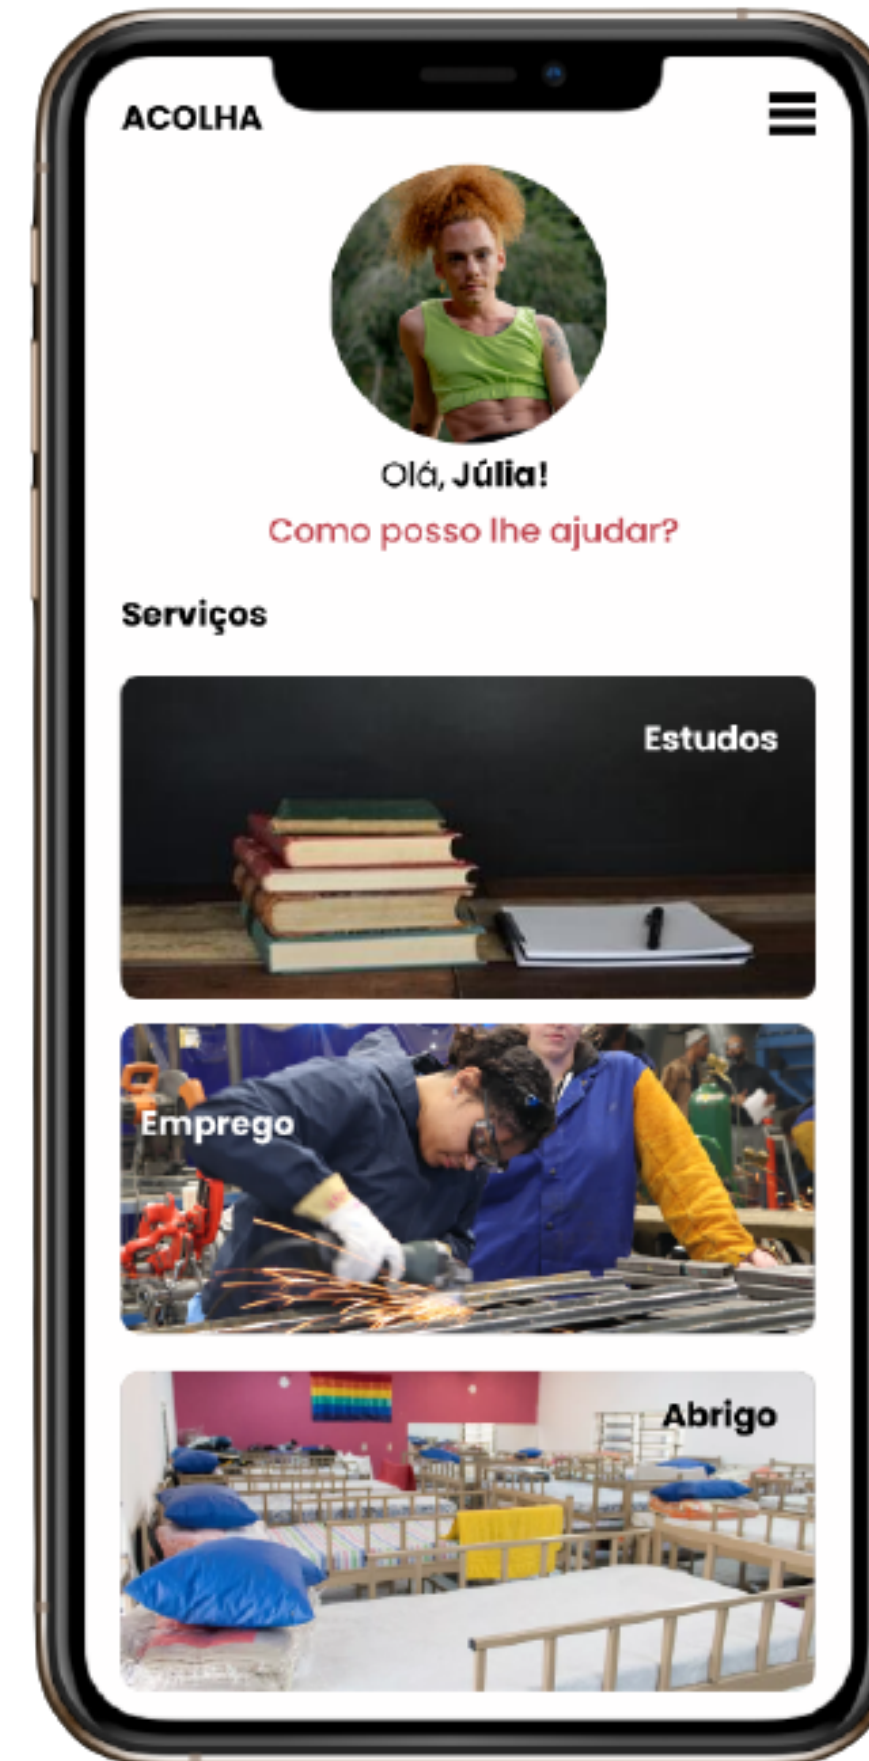 ACOLHA
Olá, Júlia!
Como posso lhe ajudar?
Serviços
Estudos
Emprego
Abrigo